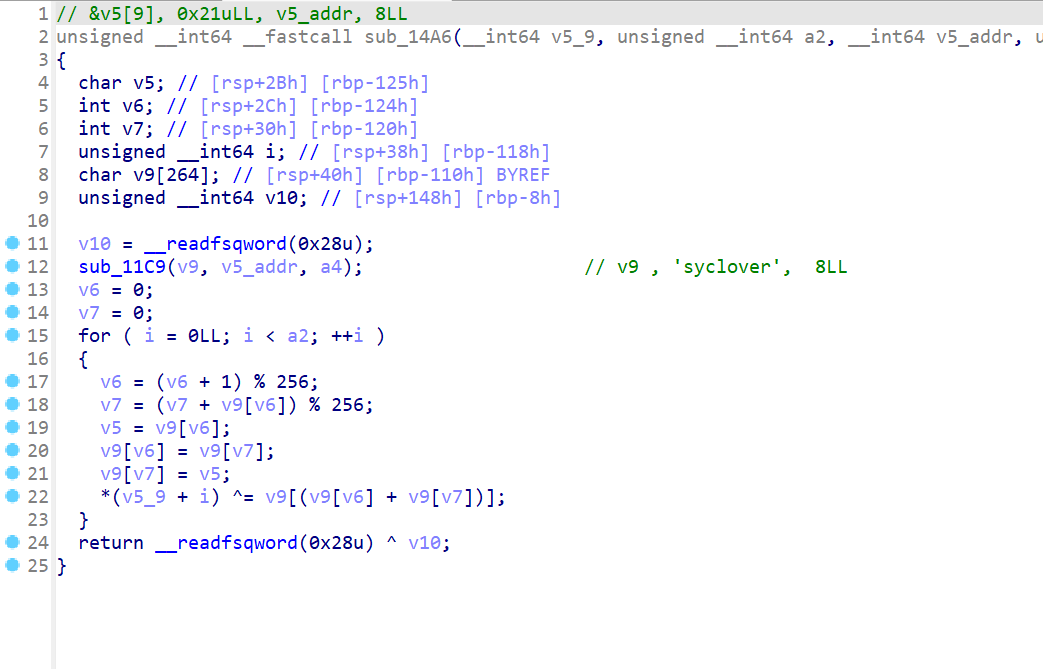 1 // &v5[9], 0x21uLL, v5_addr, 8LL
2 unsigned __int64 __fastcall sub_14A6(__int64 v5_9, unsigned __int64 a2, __int64 v5_addr, u
3 {
4 char v5; // [rsp+2Bh] [rbp-125h]
5 int v6; // [rsp+2Ch] [rbp-124h]
6 int v7; // [rsp+30h] [rbp-120h]
7 unsigned __int64 i; // [rsp+38h] [rbp-118h]
8 char v9[264]; // [rsp+40h] [rbp-110h] BYREF
9 unsigned __int64 v10; // [rsp+148h] [rbp-8h]
10
11 v10 = __readfsqword(0x28u);
12 sub_11C9(v9, v5_addr, a4); // v9 , 'syclover', 8LL
13 v6 = 0;
14 v7 = 0;
15 for ( i = 0LL; i < a2; ++i )
16 {
17 v6 = (v6 + 1) % 256;
18 v7 = (v7 + v9[v6]) % 256;
19 v5 = v9[v6];
20 v9[v6] = v9[v7];
21 v9[v7] = v5;
22 *(v5_9 + i) ^= v9[(v9[v6] + v9[v7])];
23 }
24 return __readfsqword(0x28u) ^ v10;
25 }